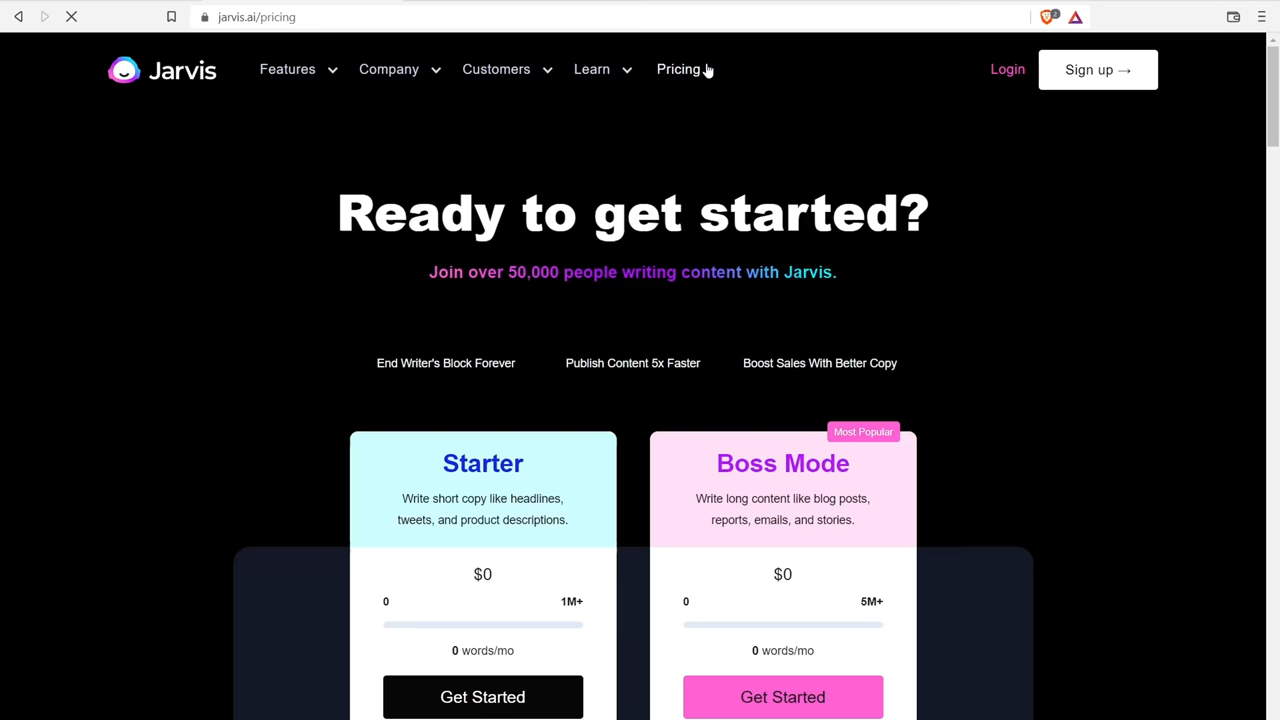 jarvis.ai/pricing
2
Jarvis
Features
Company
Customers
Learn
Pricing
Login
Sign up →
Ready to get started?
Join over 50,000 people writing content with Jarvis.
End Writer's Block Forever
Publish Content 5x Faster
Boost Sales With Better Copy
Starter
Write short copy like headlines,
tweets, and product descriptions.
$0
0
1M+
0 words/mo
Get Started
Most Popular
Boss Mode
Write long content like blog posts,
reports, emails, and stories.
$0
0
5M+
0 words/mo
Get Started